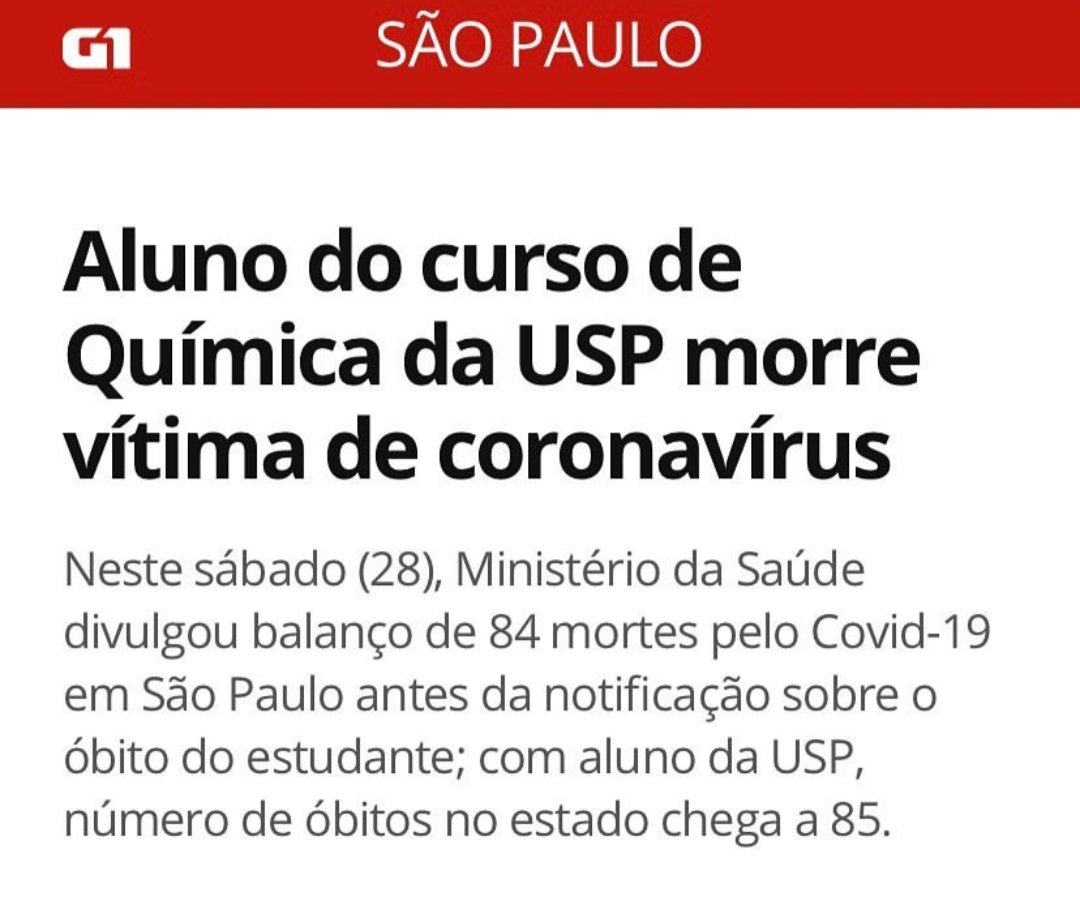 G1
SÃO PAULO
Aluno do curso de
Química da USP morre
vítima de coronavírus
Neste sábado (28), Ministério da Saúde
divulgou balanço de 84 mortes pelo Covid-19
em São Paulo antes da notificação sobre o
óbito do estudante; com aluno da USP,
número de óbitos no estado chega a 85.